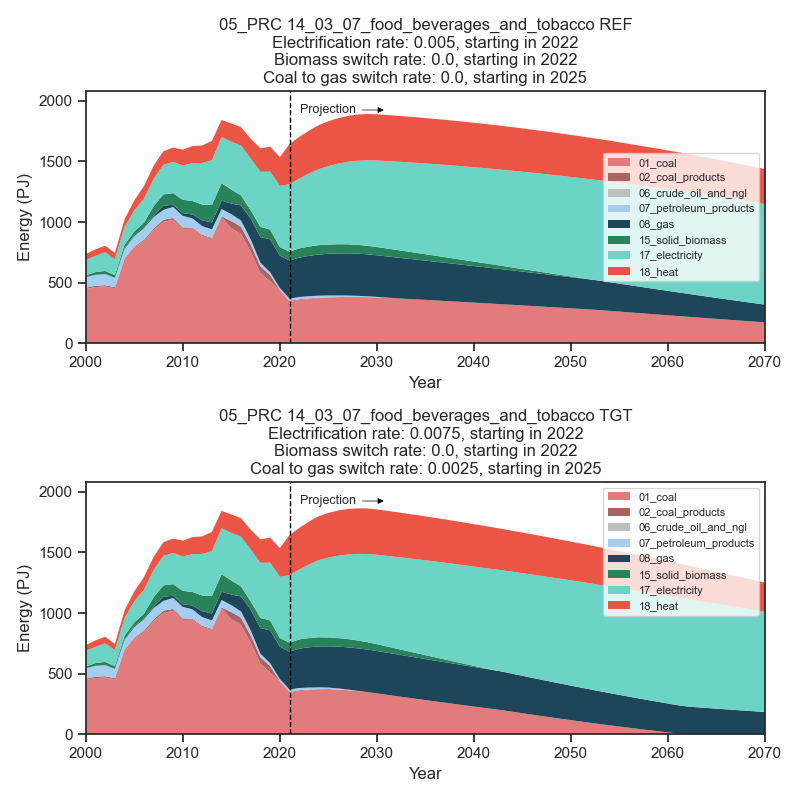 05_PRC 14_03_07_food_beverages_and_tobacco REF
Electrification rate: 0.005, starting in 2022
Biomass switch rate: 0.0, starting in 2022
Coal to gas switch rate: 0.0, starting in 2025
Energy (PJ)
2000
1500
1000
500
0
Projection
01_coal
02_coal_products
06_crude_oil_and_ngl
07_petroleum_products
08_gas
15_solid_biomass
17_electricity
18_heat
2000 2010 2020 2030 2040 2050 2060 2070
Year
05_PRC 14_03_07_food_beverages_and_tobacco TGT
Electrification rate: 0.0075, starting in 2022
Biomass switch rate: 0.0, starting in 2022
Coal to gas switch rate: 0.0025, starting in 2025
Energy (PJ)
2000
1500
1000
500
0
Projection
01_coal
02_coal_products
06_crude_oil_and_ngl
07_petroleum_products
08_gas
15_solid_biomass
17_electricity
18_heat
2000 2010 2020 2030 2040 2050 2060 2070
Year